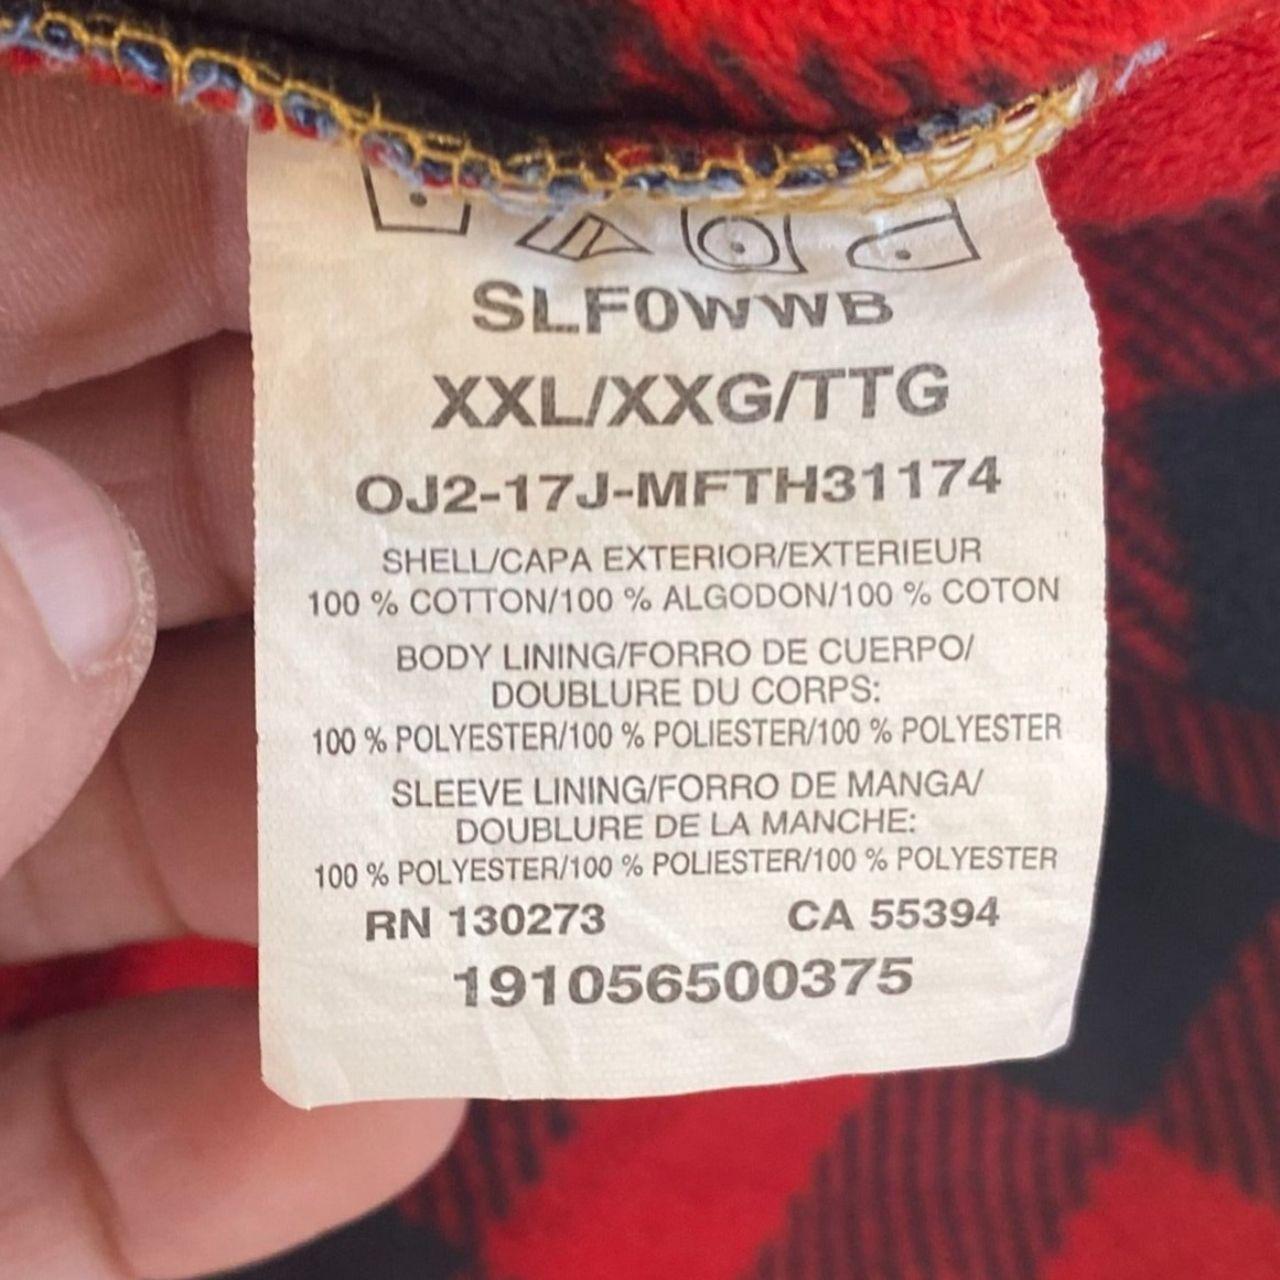 SLF0WWB
XXL/XXG/TTG
OJ2-17J-MFTH31174
SHELL/CAPA EXTERIOR/EXTERIEUR
100 % COTTON/100 % ALGODON/100 % COTON
BODY LINING/FORRO DE CUERPO/
DOUBLURE DU CORPS:
100 % POLYESTER/100 % POLIESTER/100 % POLYESTER
SLEEVE LINING/FORRO DE MANGA/
DOUBLURE DE LA MANCHE:
100 % POLYESTER/100 % POLIESTER/100 % POLYESTER
RN 130273 CA 55394
191056500375